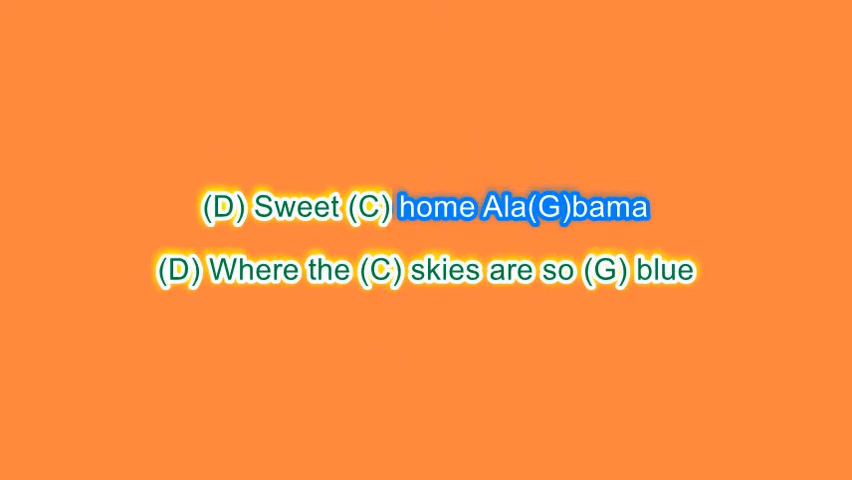 (D) Sweet (C) home Ala(G)bama
(D) Where the (C) skies are so (G) blue